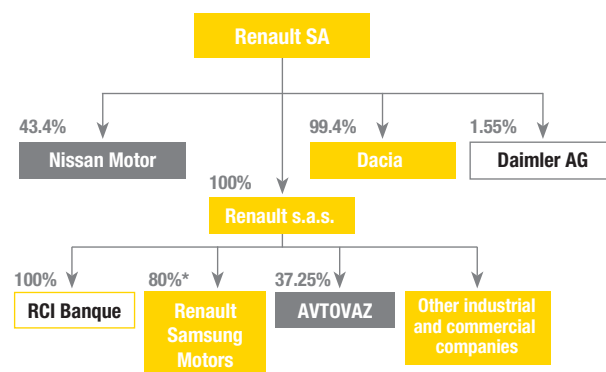 Renault SA
43.4%
99.4%
1.55%
Nissan Motor
Dacia
Daimler AG
100%
Renault s.a.s.
100%
80%*
37.25%
RCI Banque
Renault
Samsung
Motors
AVTOVAZ
Other industrial
and commercial
companies